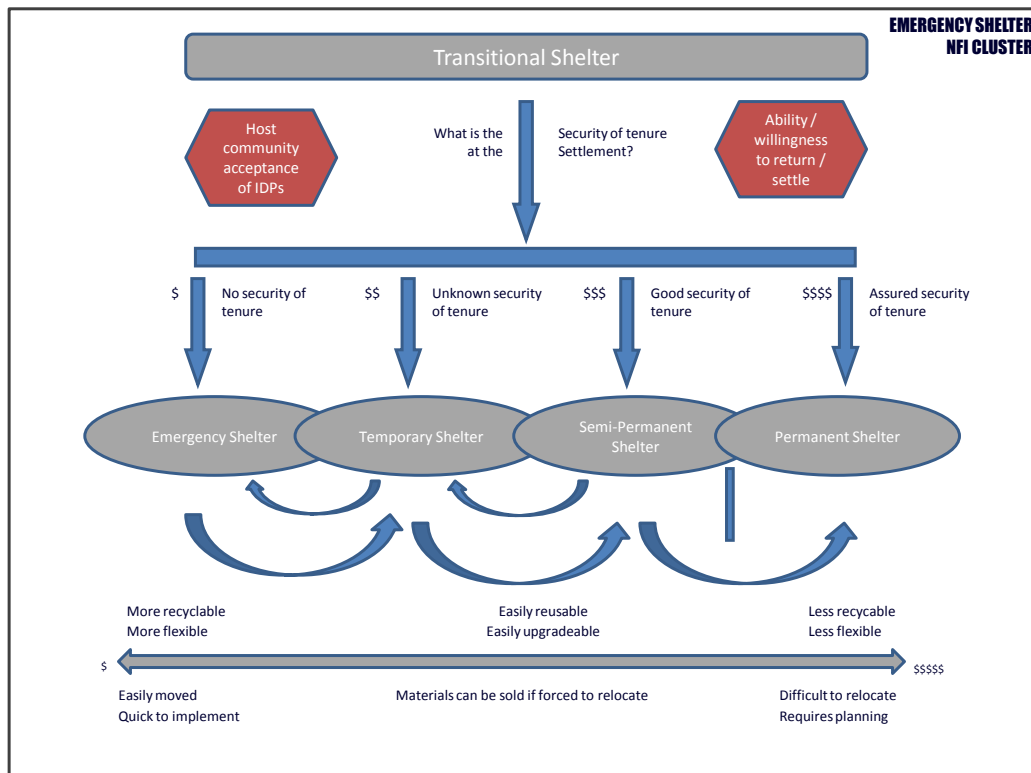 EMERGENCY SHELTER
NFI CLUSTER
Transitional Shelter
Host
community
acceptance
of IDPs
What is the
at the
Security of tenure
Settlement?
Ability /
willingness
to return /
settle
$
No security of
tenure
$$
Unknown security
of tenure
$$$
Good security of
tenure
$$$$
Assured security
of tenure
Emergency Shelter
Temporary Shelter
Semi-Permanent
Shelter
Permanent Shelter
More recyclable
More flexible
Easily reusable
Easily upgradeable
Less recycable
Less flexible
$
$$$$$
Easily moved
Quick to implement
Materials can be sold if forced to relocate
Difficult to relocate
Requires planning